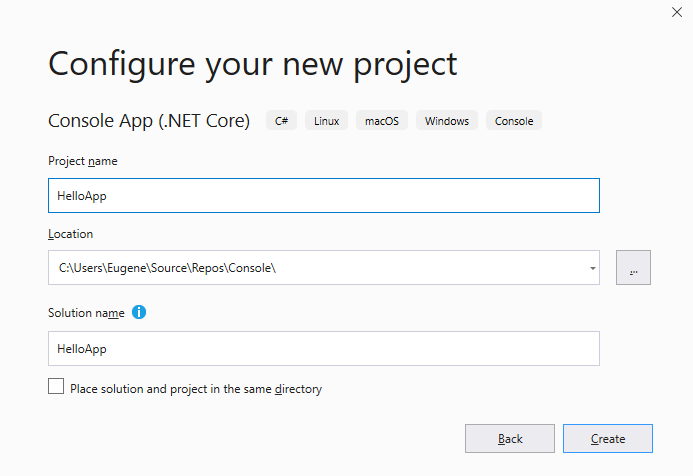 Configure your new project
Console App (.NET Core) C# Linux macOS Windows Console
Project name
HelloApp
Location
C:\Users\Eugene\Source\Repos\Console\
...
Solution name
HelloApp
Place solution and project in the same directory
Back Create